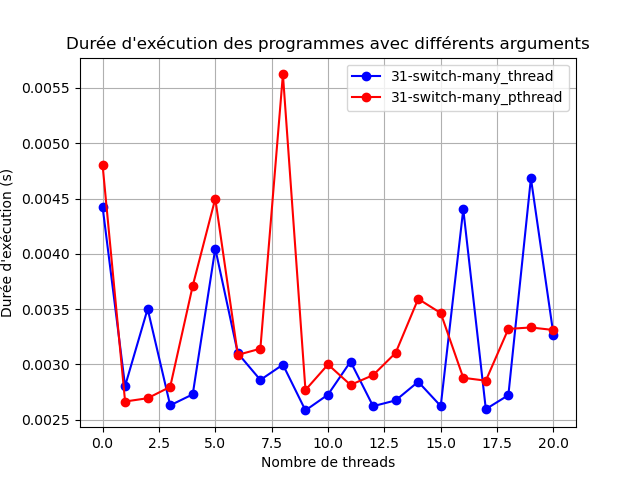 Durée d'exécution des programmes avec différents arguments
31-switch-many_thread
31-switch-many_pthread
Durée d'exécution (s)
0.0055
0.0050
0.0045
0.0040
0.0035
0.0030
0.0025
0.0 2.5 5.0 7.5 10.0 12.5 15.0 17.5 20.0
Nombre de threads